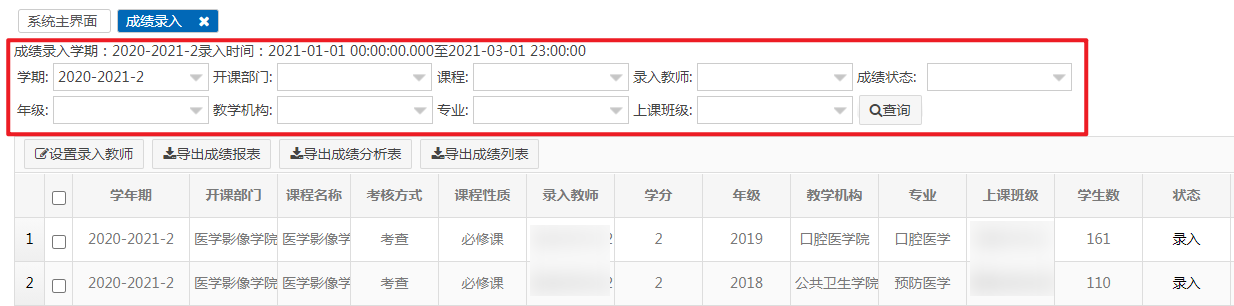 系统主界面 成绩录入 ✖
成绩录入学期：2020-2021-2录入时间：2021-01-01 00:00:00.000至2021-03-01 23:00:00
学期: 2020-2021-2 开课部门: 课程: 录入教师: 成绩状态:
年级: 教学机构: 专业: 上课班级: 查询
设置录入教师 导出成绩报表 导出成绩分析表 导出成绩列表
学年期 开课部门 课程名称 考核方式 课程性质 录入教师 学分 年级 教学机构 专业 上课班级 学生数 状态
1 2020-2021-2 医学影像学院 医学影像学 考查 必修课 2 2019 口腔医学院 口腔医学 161 录入
2 2020-2021-2 医学影像学院 医学影像学 考查 必修课 2 2018 公共卫生学院 预防医学 110 录入